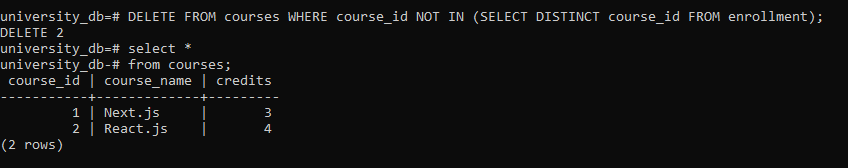 university_db=# DELETE FROM courses WHERE course_id NOT IN (SELECT DISTINCT course_id FROM enrollment);
DELETE 2
university_db=# select *
university_db-# from courses;
 course_id | course_name | credits
-----------+-------------+---------
         1 | Next.js     |       3
         2 | React.js    |       4
(2 rows)